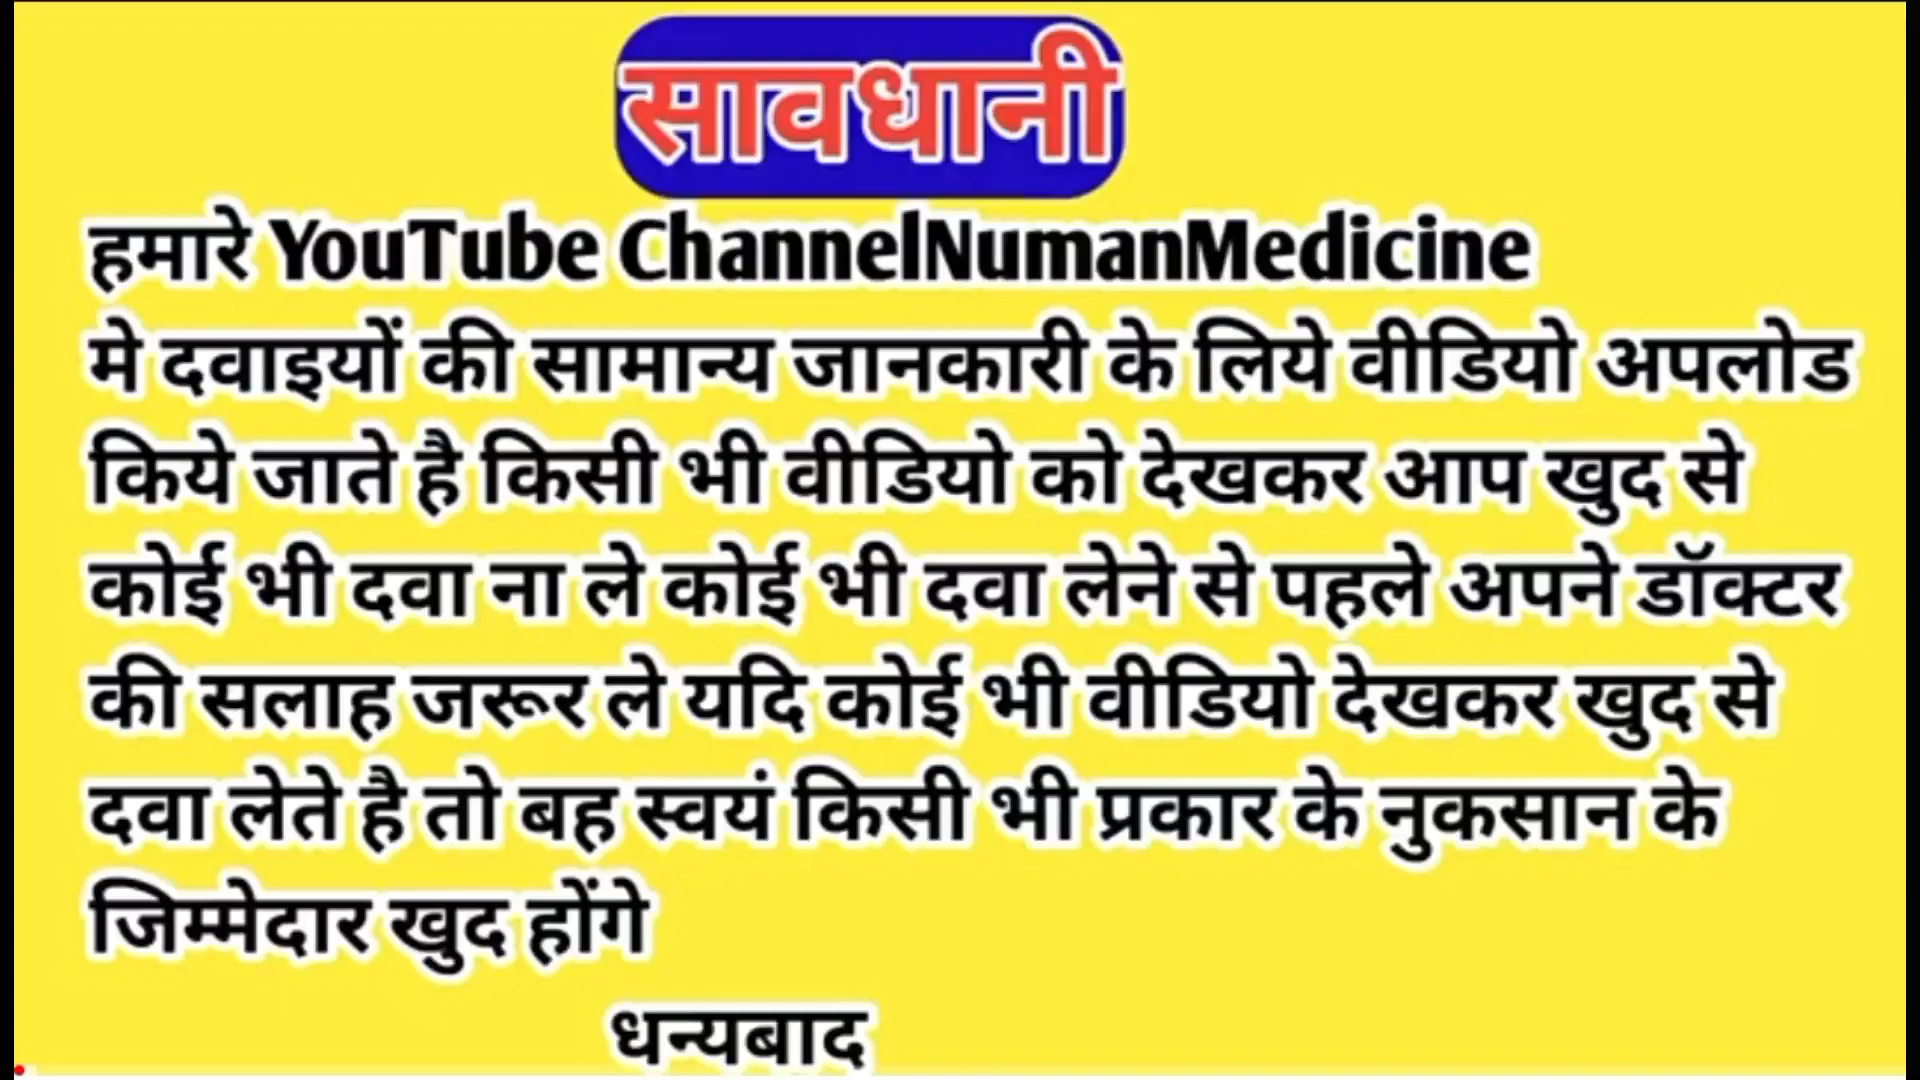 सावधानी
हमारे YouTube ChannelNumanMedicine
मे दवाइयों की सामान्य जानकारी के लिये वीडियो अपलोड
किये जाते है किसी भी वीडियो को देखकर आप खुद से
कोई भी दवा ना ले कोई भी दवा लेने से पहले अपने डॉक्टर
की सलाह जरूर ले यदि कोई भी वीडियो देखकर खुद से
दवा लेते है तो बह स्वयं किसी भी प्रकार के नुकसान के
जिम्मेदार खुद होंगे
धन्यबाद